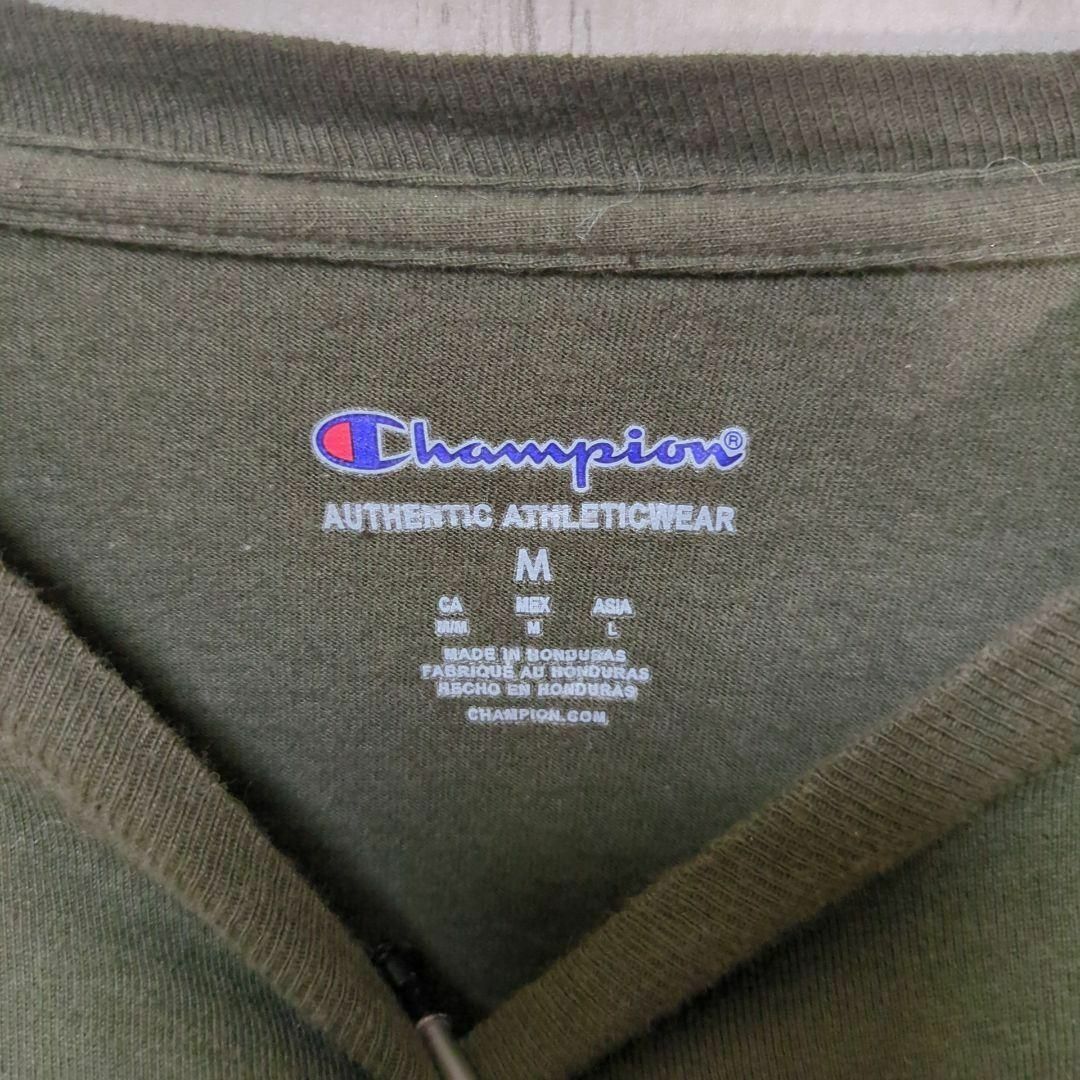 Champion®
AUTHENTIC ATHLETICWEAR
M
CA MEX ASIA
M/M M L
MADE IN HONDURAS
FABRIQUÉ AU HONDURAS
HECHO EN HONDURAS
CHAMPION.COM